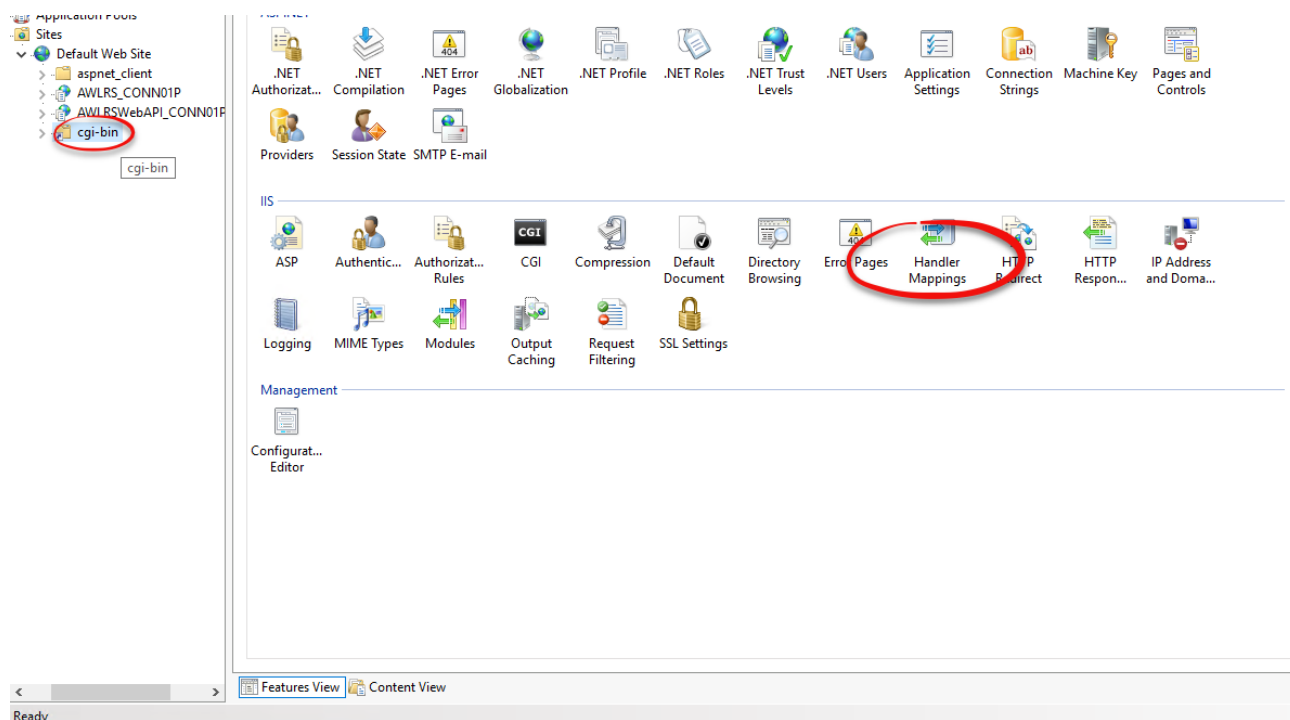 Application Pools
Sites
Default Web Site
aspnet_client
AWLRS_CONN01P
AWLRSWebAPI_CONN01P
cgi-bin
cgi-bin
ASP.NET
.NET Authorizat...
.NET Compilation
.NET Error Pages
.NET Globalization
.NET Profile
.NET Roles
.NET Trust Levels
.NET Users
Application Settings
Connection Strings
Machine Key
Pages and Controls
Providers
Session State
SMTP E-mail
IIS
ASP
Authentic...
Authorizat... Rules
CGI
Compression
Default Document
Directory Browsing
Error Pages
Handler Mappings
HTTP Redirect
HTTP Respon...
IP Address and Doma...
Logging
MIME Types
Modules
Output Caching
Request Filtering
SSL Settings
Management
Configurat... Editor
Features View
Content View
Ready